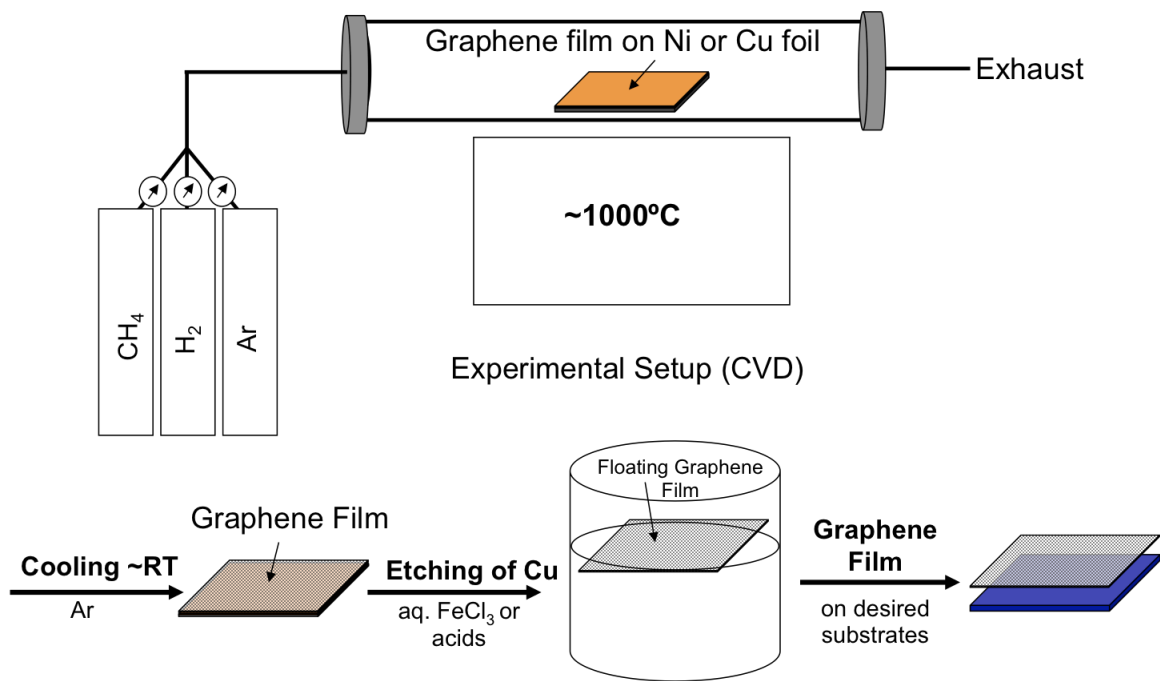 Graphene film on Ni or Cu foil
Exhaust
~1000ºC
CH₄
H₂
Ar
Experimental Setup (CVD)
Cooling ~RT
Ar
Graphene Film
Etching of Cu
aq. FeCl₃ or
acids
Floating Graphene
Film
Graphene
Film
on desired
substrates